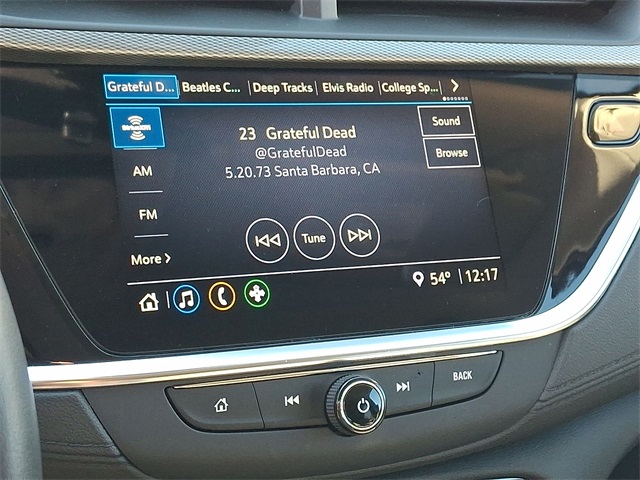 Grateful D... Beatles C... Deep Tracks Elvis Radio College Sp...
SiriusXM
23 Grateful Dead
@GratefulDead
5.20.73 Santa Barbara, CA
Sound
Browse
AM
FM
More
Tune
54° 12:17
BACK